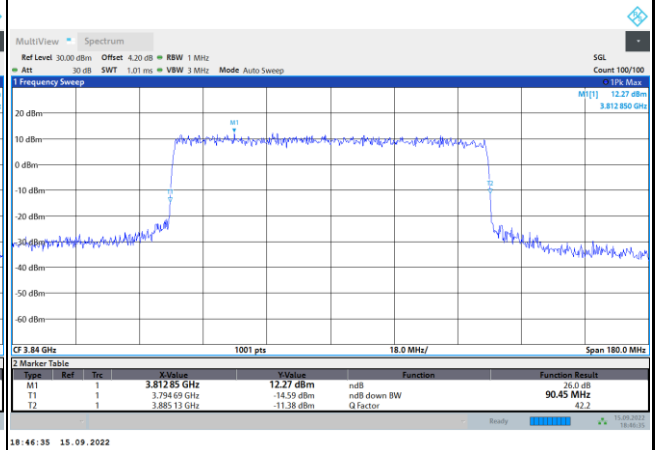 MultiView Spectrum
Ref Level 30.00 dBm Offset 4.20 dB RBW 1 MHz SGL
Att 30 dB SWT 1.01 ms VBW 3 MHz Mode Auto Sweep Count 100/100
1 Frequency Sweep 1Pk Max
M1[1] 12.27 dBm
3.812 850 GHz
20 dBm
M1
10 dBm
0 dBm
-10 dBm
T1
T2
-20 dBm
-30 dBm
-40 dBm
-50 dBm
-60 dBm
CF 3.84 GHz 1001 pts 18.0 MHz/ Span 180.0 MHz
2 Marker Table
Type Ref Trc X-Value Y-Value Function Function Result
M1 1 3.812 85 GHz 12.27 dBm ndB 26.0 dB
T1 1 3.794 69 GHz -14.59 dBm ndB down BW 90.45 MHz
T2 1 3.885 13 GHz -11.38 dBm Q Factor 42.2
Ready 15.09.2022
18:46:35
18:46:35 15.09.2022